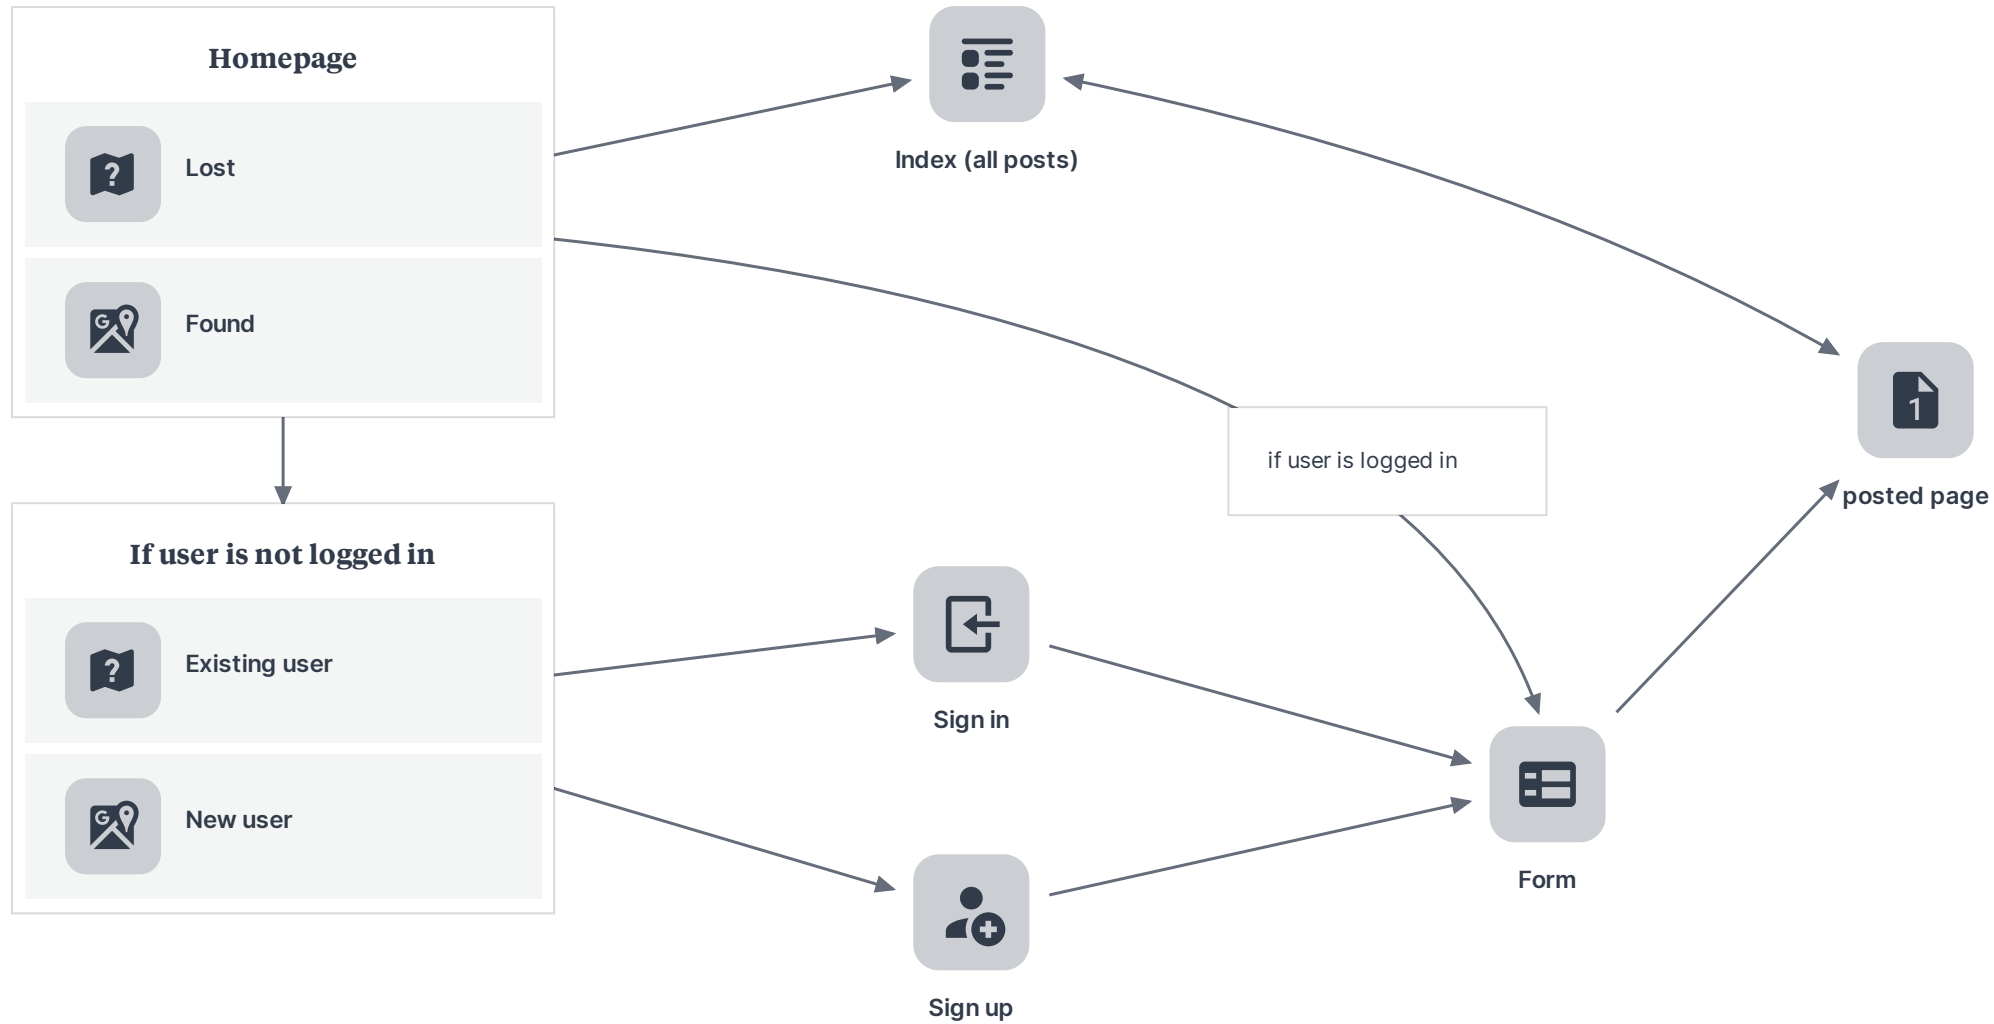 Homepage
Lost
Found
Index (all posts)
if user is logged in
posted page
If user is not logged in
Existing user
New user
Sign in
Sign up
Form